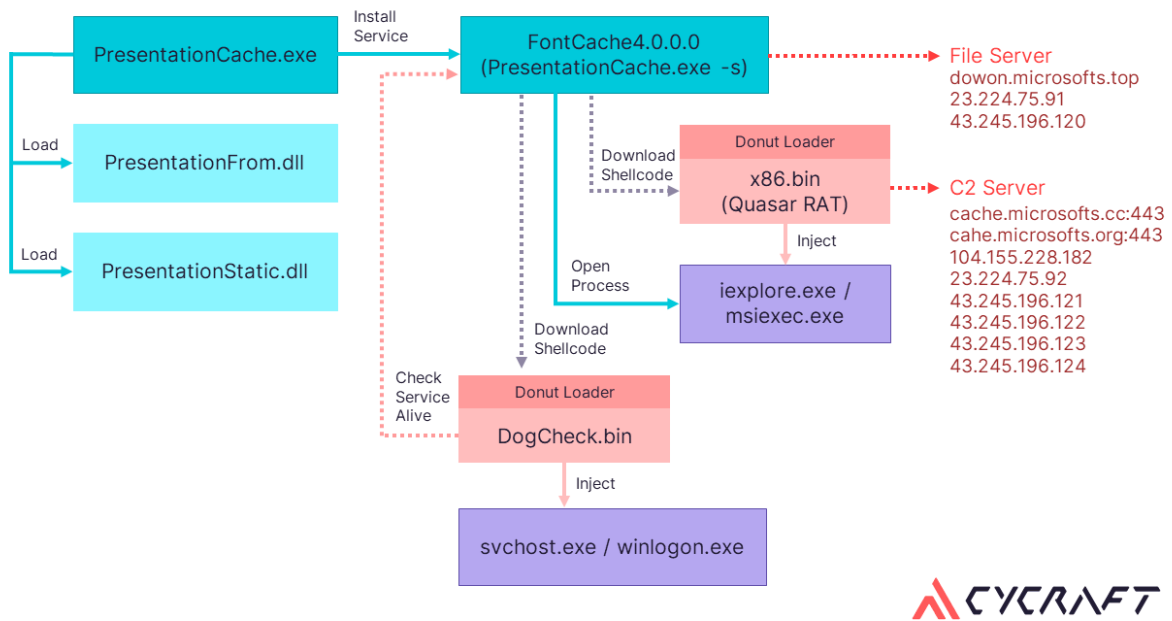 PresentationCache.exe
Install
Service
FontCache4.0.0.0
(PresentationCache.exe -s)
File Server
dowon.microsofts.top
23.224.75.91
43.245.196.120
Load
PresentationFrom.dll
Download
Shellcode
Donut Loader
x86.bin
(Quasar RAT)
C2 Server
cache.microsofts.cc:443
cahe.microsofts.org:443
104.155.228.182
23.224.75.92
43.245.196.121
43.245.196.122
43.245.196.123
43.245.196.124
Load
PresentationStatic.dll
Inject
Open
Process
iexplore.exe /
msiexec.exe
Download
Shellcode
Check
Service
Alive
Donut Loader
DogCheck.bin
Inject
svchost.exe / winlogon.exe
CYCRAFT